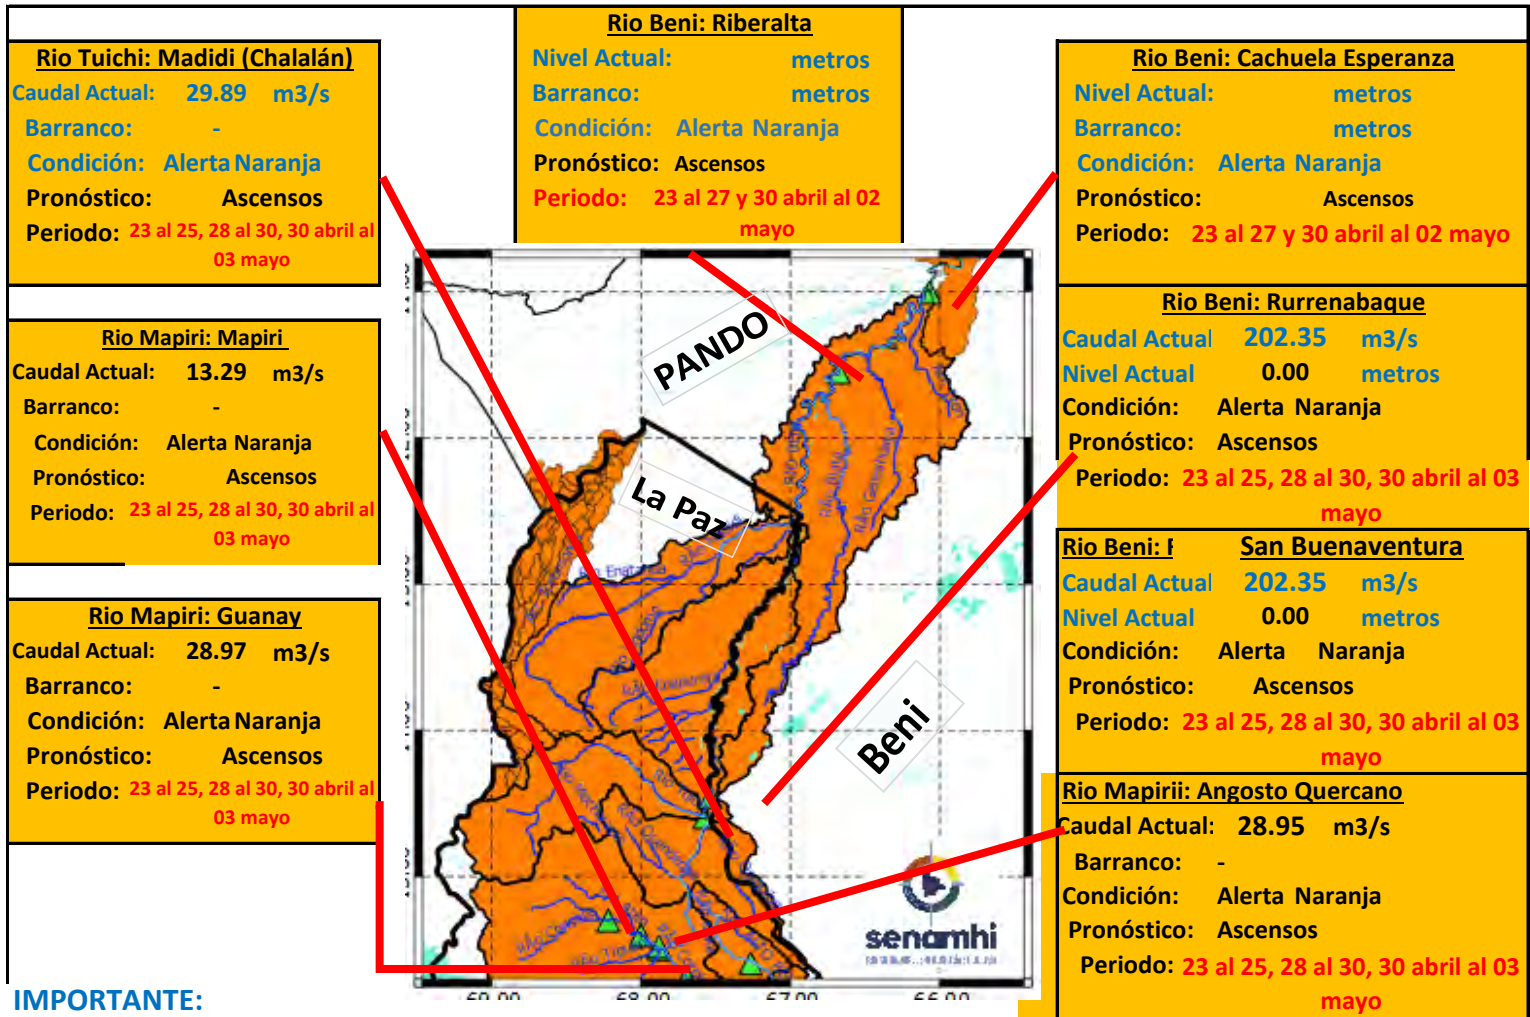 Rio Tuichi: Madidi (Chalalán)
Caudal Actual: 29.89 m3/s
Barranco: -
Condición: Alerta Naranja
Pronóstico: Ascensos
Periodo: 23 al 25, 28 al 30, 30 abril al
03 mayo
Rio Mapiri: Mapiri
Caudal Actual: 13.29 m3/s
Barranco: -
Condición: Alerta Naranja
Pronóstico: Ascensos
Periodo: 23 al 25, 28 al 30, 30 abril al
03 mayo
Rio Mapiri: Guanay
Caudal Actual: 28.97 m3/s
Barranco: -
Condición: Alerta Naranja
Pronóstico: Ascensos
Periodo: 23 al 25, 28 al 30, 30 abril al
03 mayo
IMPORTANTE:
Rio Beni: Riberalta
Nivel Actual: metros
Barranco: metros
Condición: Alerta Naranja
Pronóstico: Ascensos
Periodo: 23 al 27 y 30 abril al 02
mayo
PANDO
La Paz
Beni
senamhi
69.00 68.00 67.00 66.00
Rio Beni: Cachuela Esperanza
Nivel Actual: metros
Barranco: metros
Condición: Alerta Naranja
Pronóstico: Ascensos
Periodo: 23 al 27 y 30 abril al 02 mayo
Rio Beni: Rurrenabaque
Caudal Actual 202.35 m3/s
Nivel Actual 0.00 metros
Condición: Alerta Naranja
Pronóstico: Ascensos
Periodo: 23 al 25, 28 al 30, 30 abril al 03
mayo
Rio Beni: San Buenaventura
Caudal Actual 202.35 m3/s
Nivel Actual 0.00 metros
Condición: Alerta Naranja
Pronóstico: Ascensos
Periodo: 23 al 25, 28 al 30, 30 abril al 03
mayo
Rio Mapirii: Angosto Quercano
Caudal Actual: 28.95 m3/s
Barranco: -
Condición: Alerta Naranja
Pronóstico: Ascensos
Periodo: 23 al 25, 28 al 30, 30 abril al 03
mayo